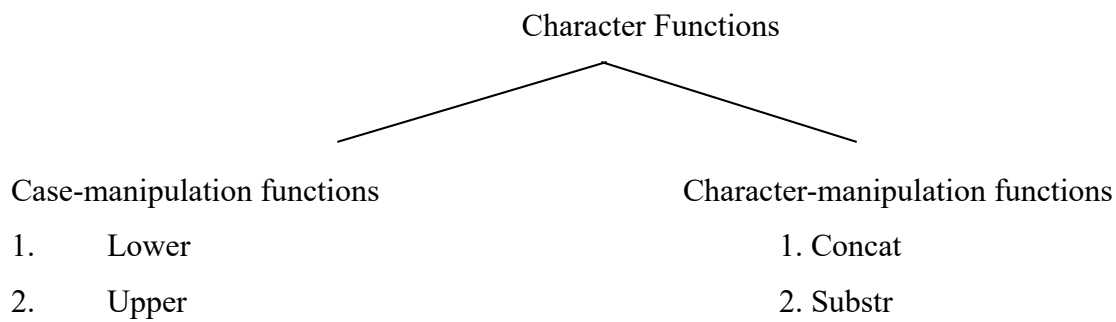 Character Functions
Case-manipulation functions
1. Lower
2. Upper
Character-manipulation functions
1. Concat
2. Substr